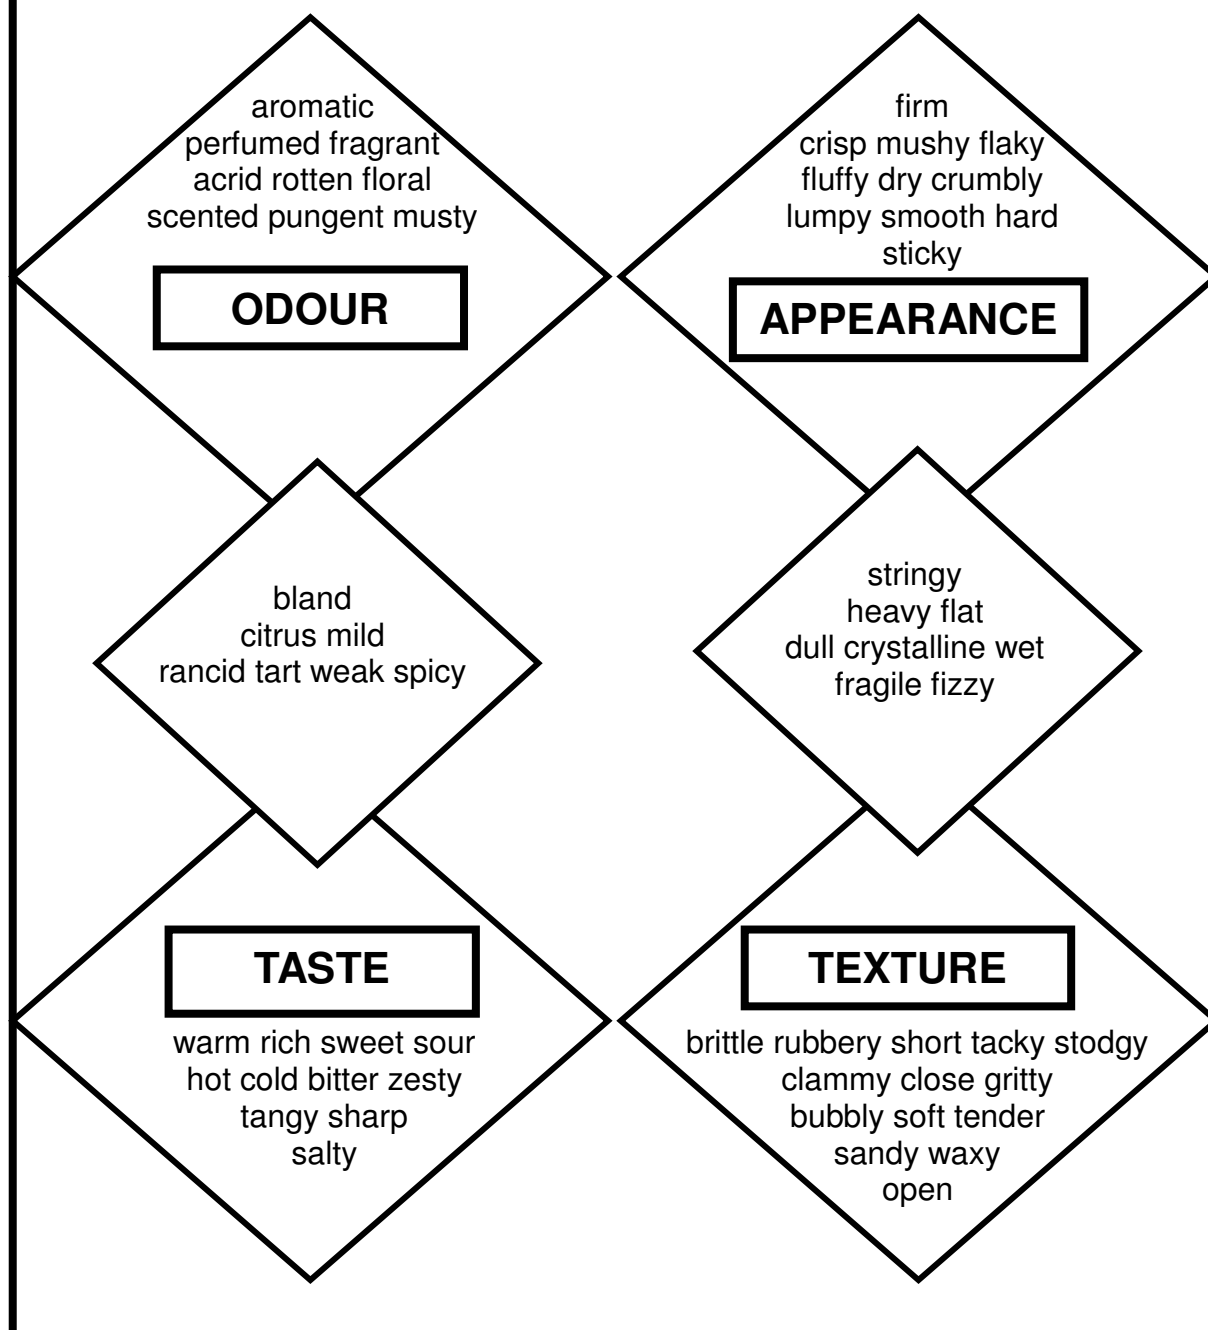 aromatic
perfumed fragrant
acrid rotten floral
scented pungent musty
ODOUR
firm
crisp mushy flaky
fluffy dry crumbly
lumpy smooth hard
sticky
APPEARANCE
bland
citrus mild
rancid tart weak spicy
stringy
heavy flat
dull crystalline wet
fragile fizzy
TASTE
warm rich sweet sour
hot cold bitter zesty
tangy sharp
salty
TEXTURE
brittle rubbery short tacky stodgy
clammy close gritty
bubbly soft tender
sandy waxy
open